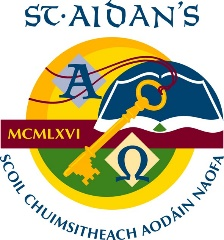 ST·AIDAN'S
A
MCMLXVI
Ω
SCOIL CHUIMSITHEACH AODÁIN NAOFA